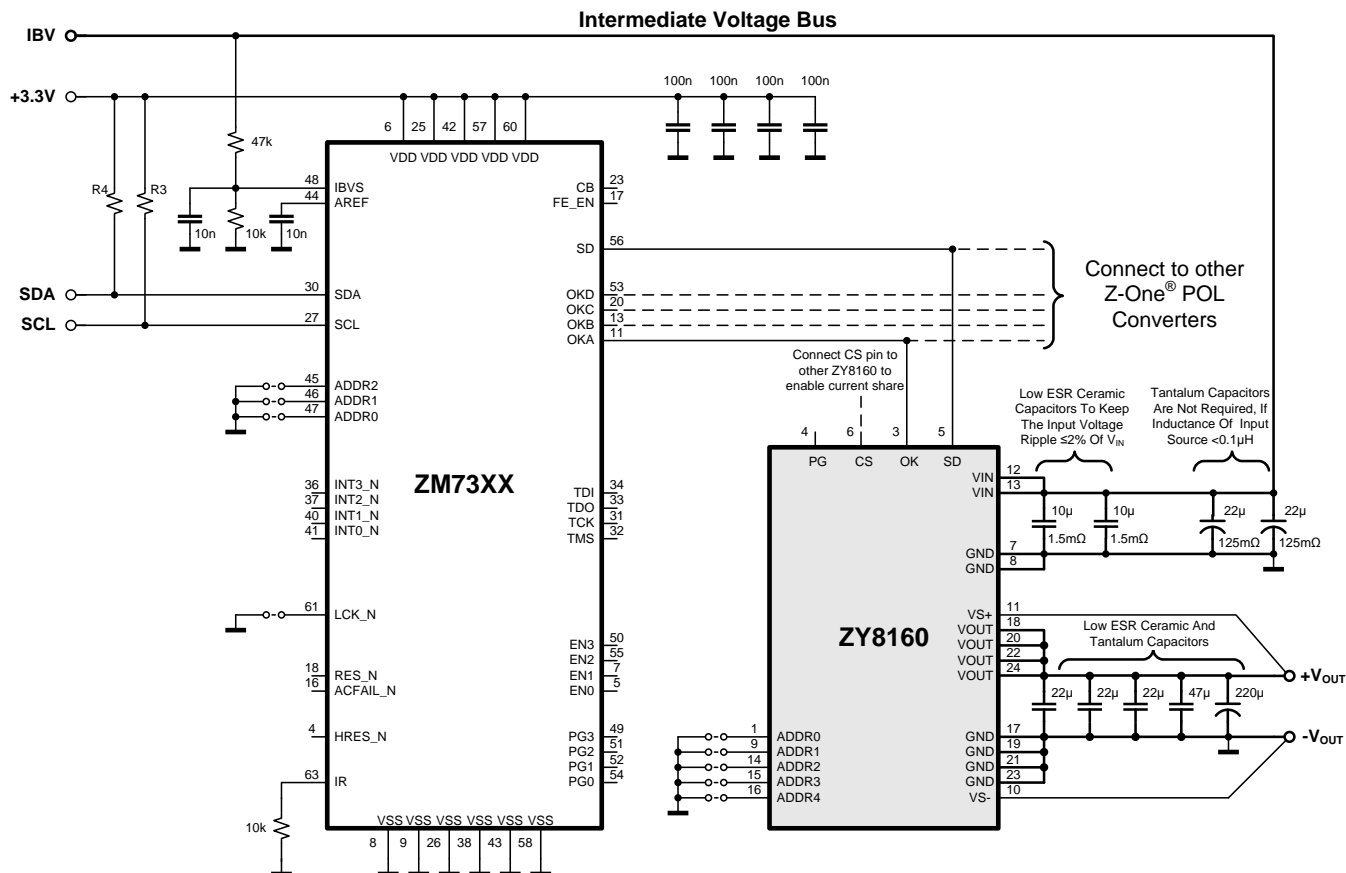 Intermediate Voltage Bus
IBV
+3.3V
100n 100n 100n 100n
6 25 42 57 60
VDD VDD VDD VDD VDD
47k
R4
R3
48 IBVS
44 AREF
10n
10k
10n
CB 23
FE_EN 17
SD 56
SDA
30 SDA
SCL
27 SCL
OKD 53
OKC 20
OKB 13
OKA 11
Connect to other
Z-One® POL
Converters
45 ADDR2
46 ADDR1
47 ADDR0
36 INT3_N
37 INT2_N
40 INT1_N
41 INT0_N
ZM73XX
TDI 34
TDO 33
TCK 31
TMS 32
61 LCK_N
18 RES_N
16 ACFAIL_N
EN3 50
EN2 55
EN1 7
EN0 5
4 HRES_N
PG3 49
PG2 51
PG1 52
PG0 54
63 IR
10k
VSS VSS VSS VSS VSS VSS
8 9 26 38 43 58
Connect CS pin to
other ZY8160 to
enable current share
4 6 3 5
PG CS OK SD
Low ESR Ceramic
Capacitors To Keep
The Input Voltage
Ripple ≤2% Of VIN
Tantalum Capacitors
Are Not Required, If
Inductance Of Input
Source <0.1µH
VIN 12
VIN 13
10µ 10µ 22µ 22µ
1.5mΩ 1.5mΩ 125mΩ 125mΩ
GND 7
GND 8
ZY8160
VS+ 11
VOUT 18
VOUT 20
VOUT 22
VOUT 24
Low ESR Ceramic And
Tantalum Capacitors
+VOUT
22µ 22µ 22µ 47µ 220µ
-VOUT
1 ADDR0
9 ADDR1
14 ADDR2
15 ADDR3
16 ADDR4
GND 17
GND 19
GND 21
GND 23
VS- 10